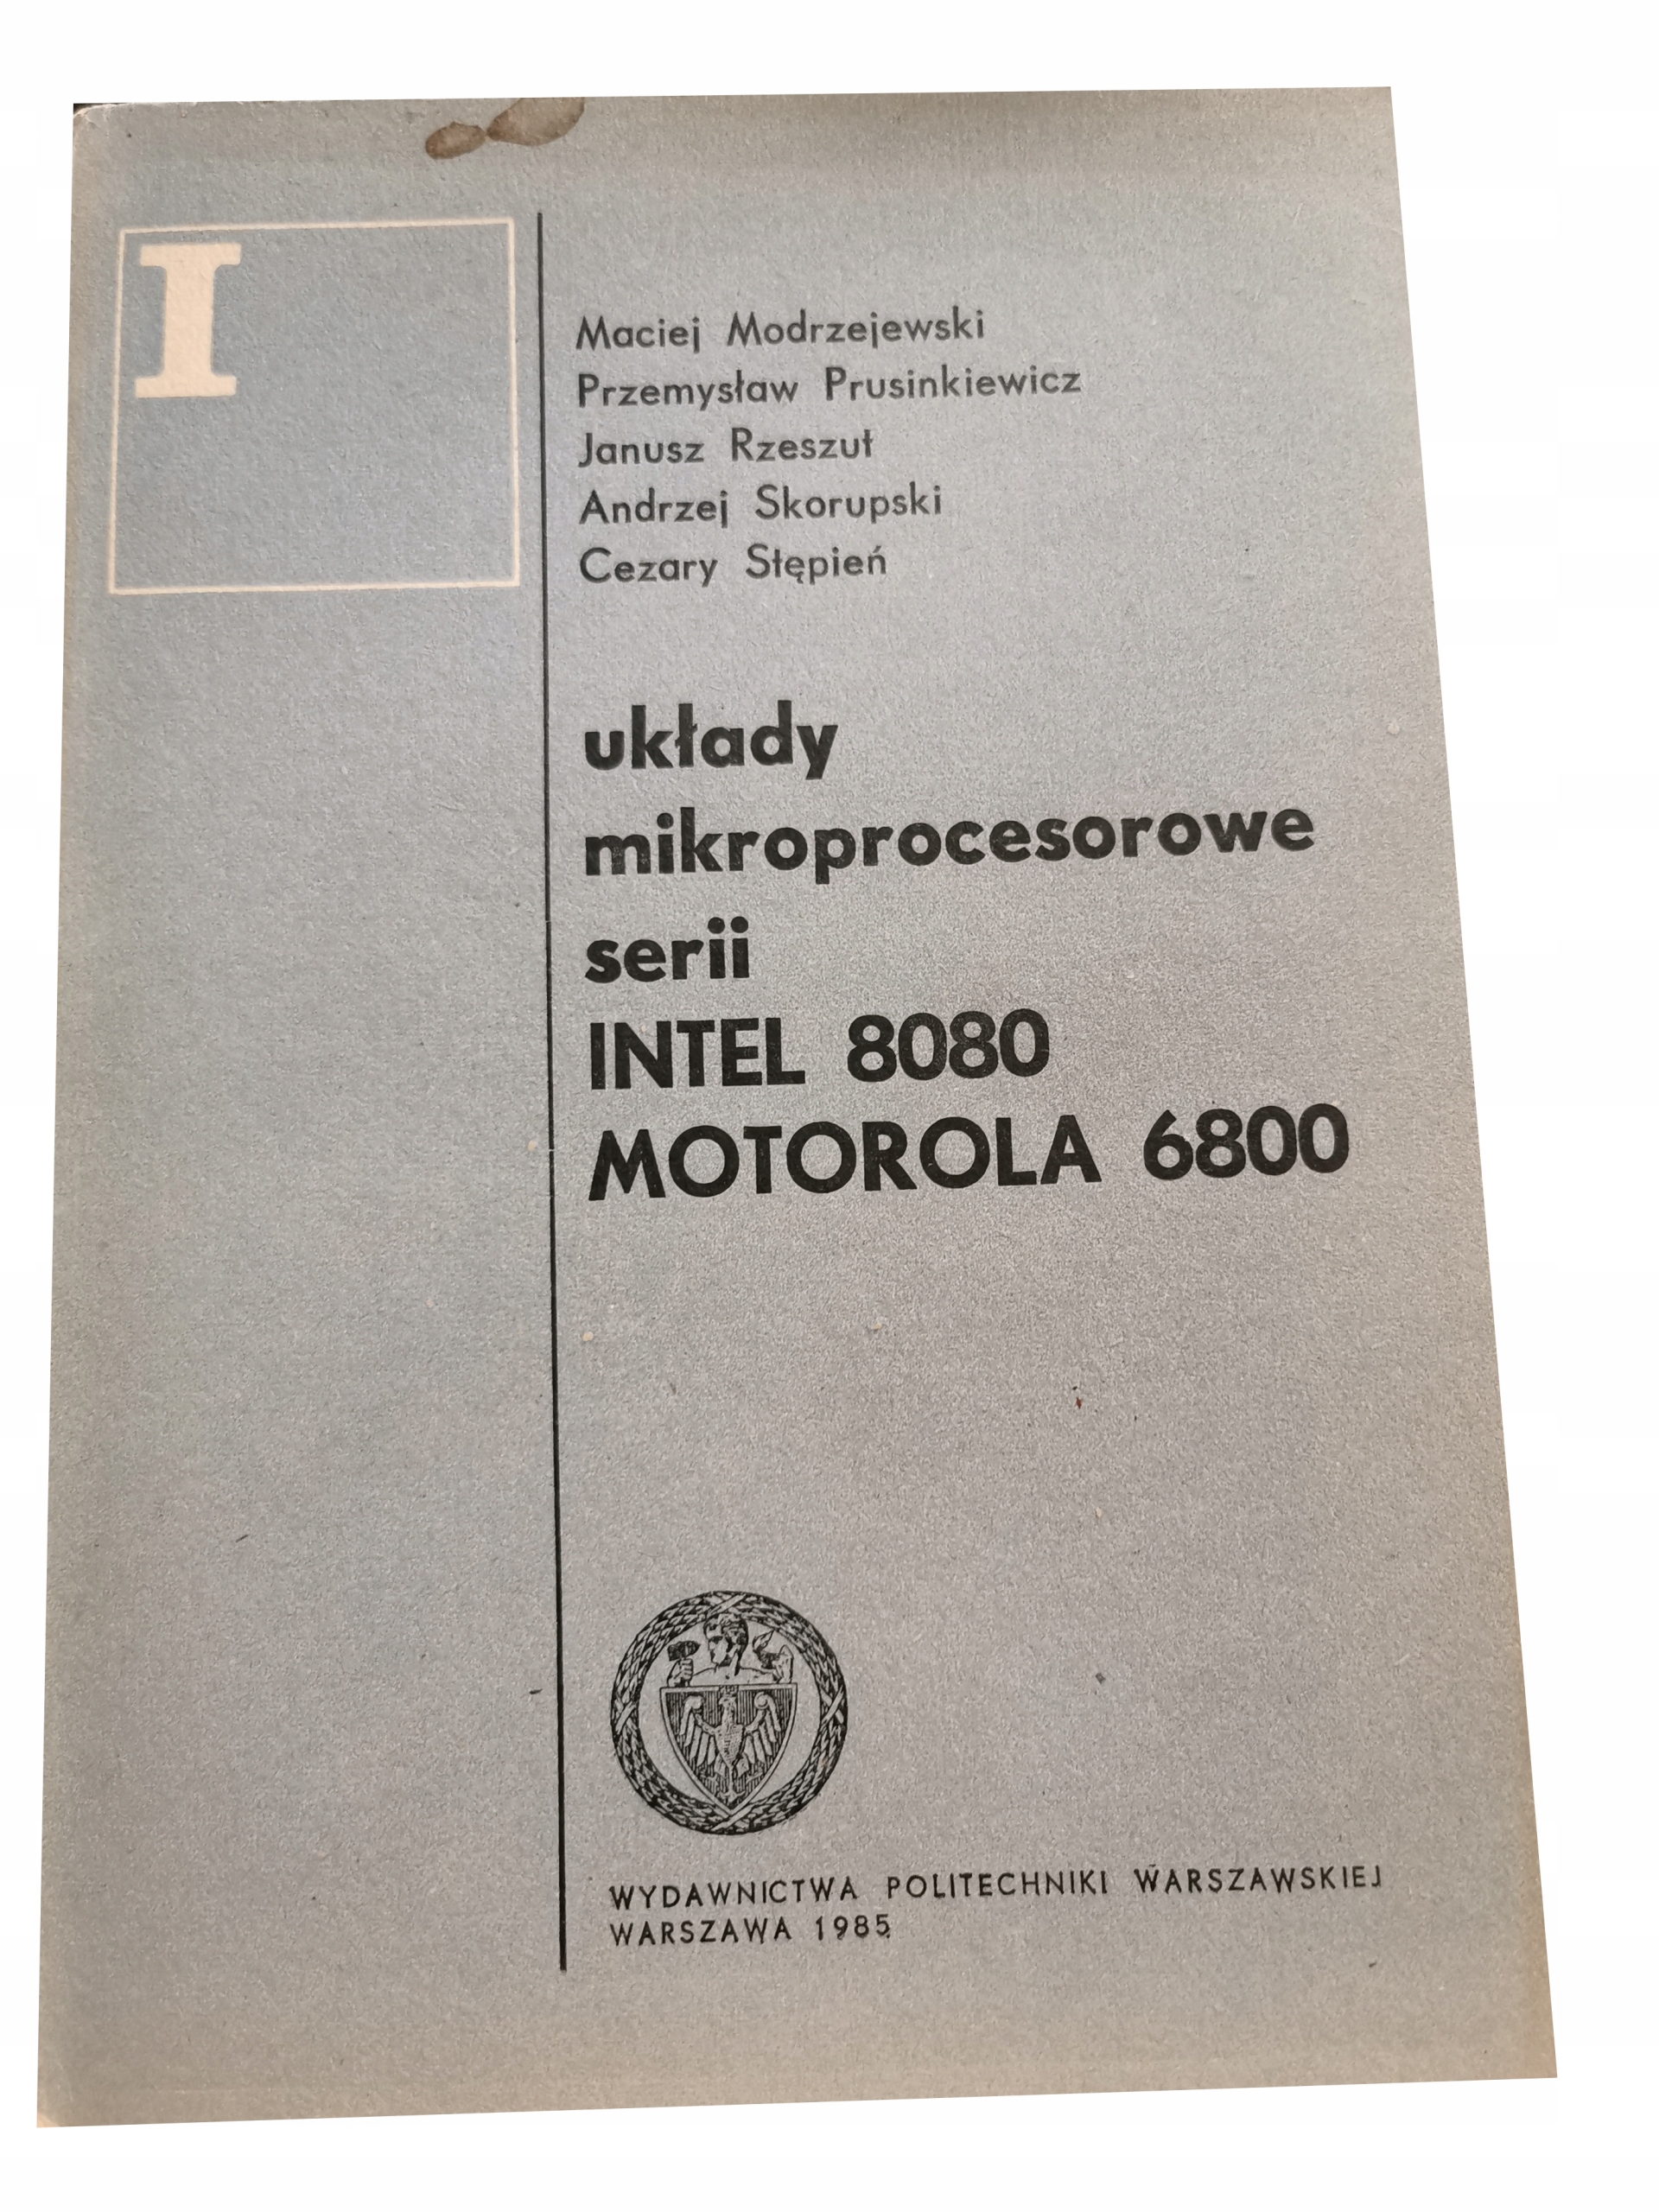 I
Maciej Modrzejewski
Przemysław Prusinkiewicz
Janusz Rzeszuł
Andrzej Skorupski
Cezary Stępień
układy
mikroprocesorowe
serii
INTEL 8080
MOTOROLA 6800
WYDAWNICTWA POLITECHNIKI WARSZAWSKIEJ
WARSZAWA 1985